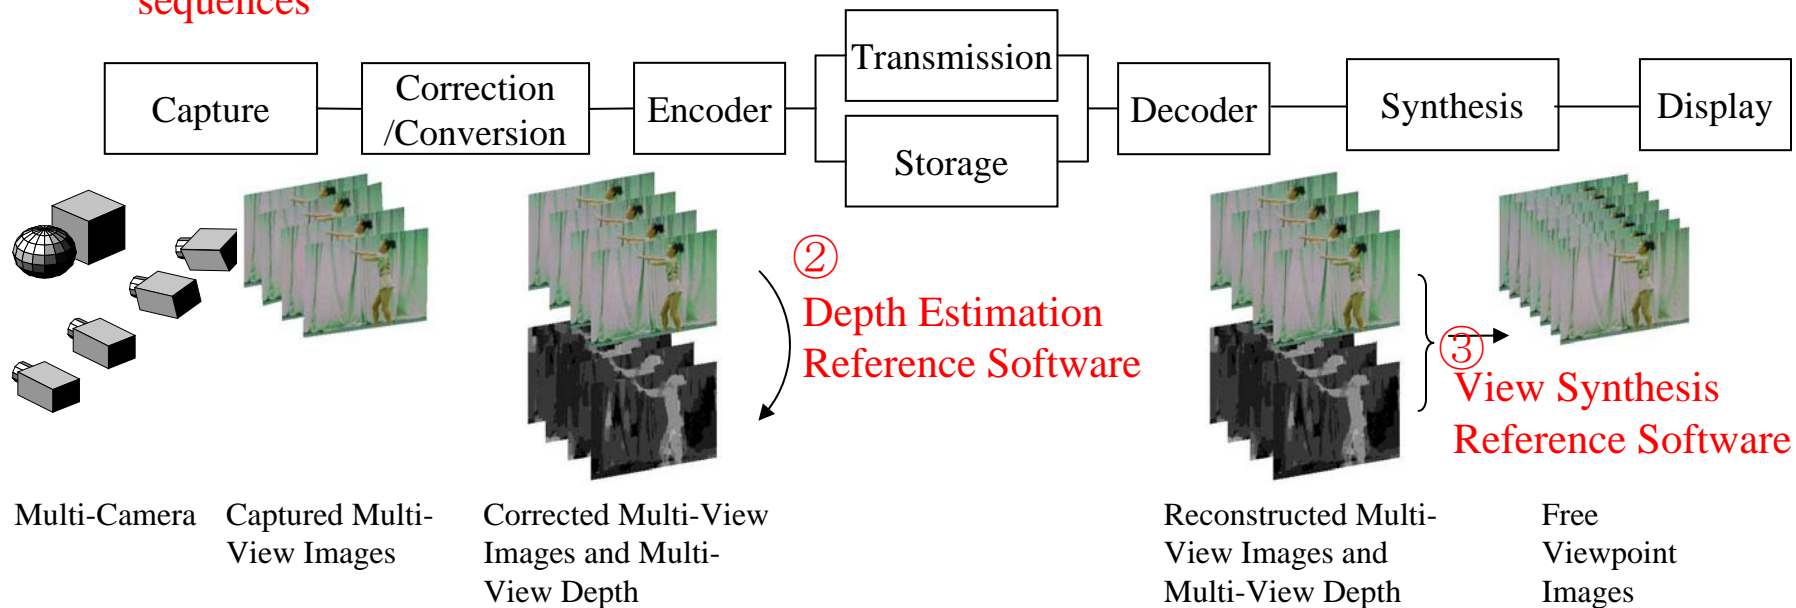 sequences
Capture
Correction
/Conversion
Encoder
Transmission
Storage
Decoder
Synthesis
Display
②
Depth Estimation
Reference Software
③
View Synthesis
Reference Software
Multi-Camera
Captured Multi-
View Images
Corrected Multi-View
Images and Multi-
View Depth
Reconstructed Multi-
View Images and
Multi-View Depth
Free
Viewpoint
Images